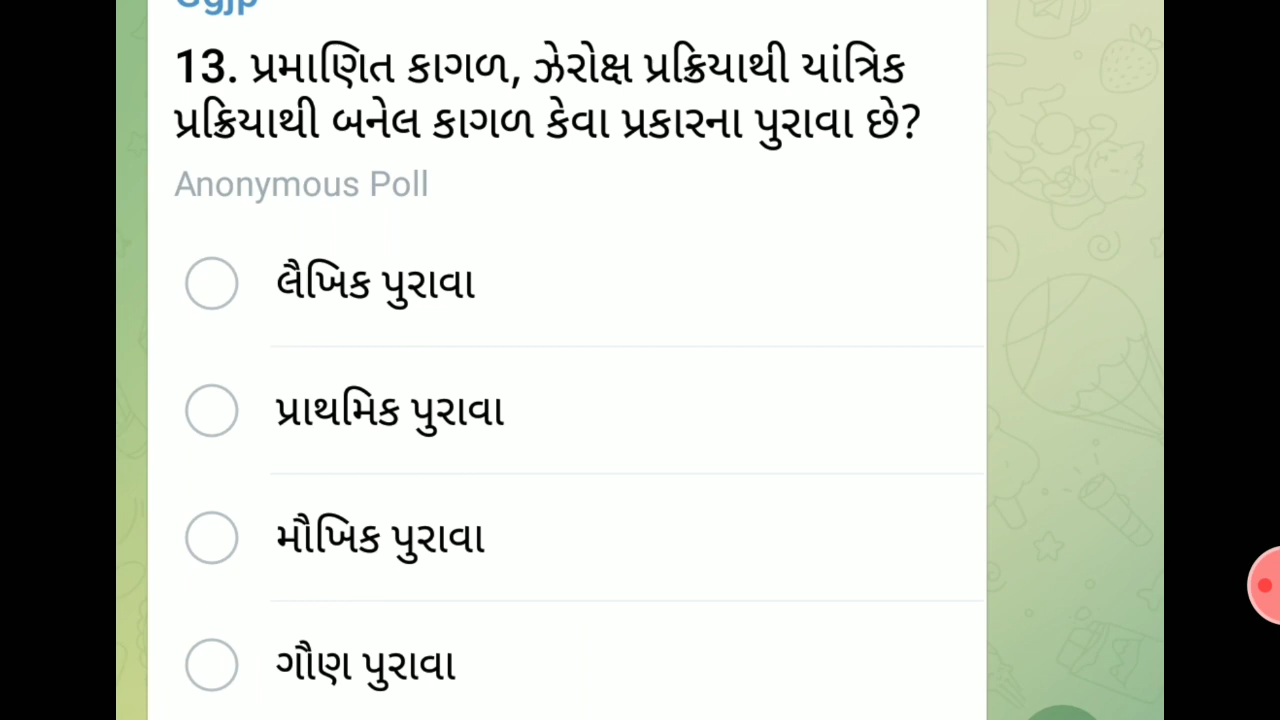 13. પ્રમાણિત કાગળ, ઝેરોક્ષ પ્રક્રિયાથી યાંત્રિક
પ્રક્રિયાથી બનેલ કાગળ કેવા પ્રકારના પુરાવા છે?
Anonymous Poll
લૈખિક પુરાવા
પ્રાથમિક પુરાવા
મૌખિક પુરાવા
ગૌણ પુરાવા